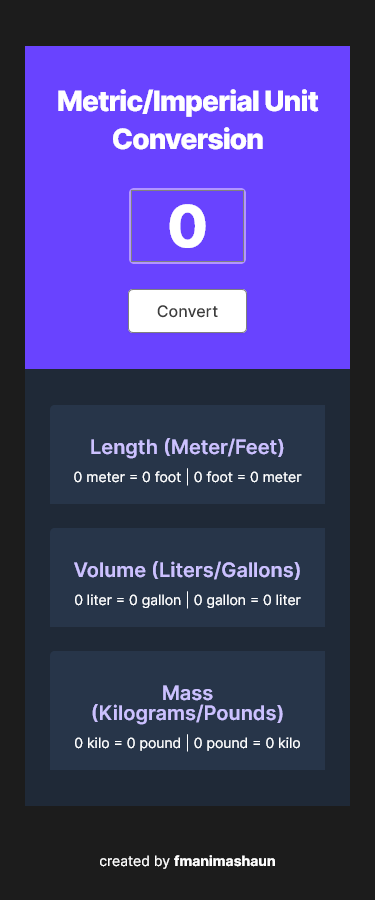 Metric/Imperial Unit
Conversion
0
Convert
Length (Meter/Feet)
0 meter = 0 foot | 0 foot = 0 meter
Volume (Liters/Gallons)
0 liter = 0 gallon | 0 gallon = 0 liter
Mass
(Kilograms/Pounds)
0 kilo = 0 pound | 0 pound = 0 kilo
created by fmanimashaun